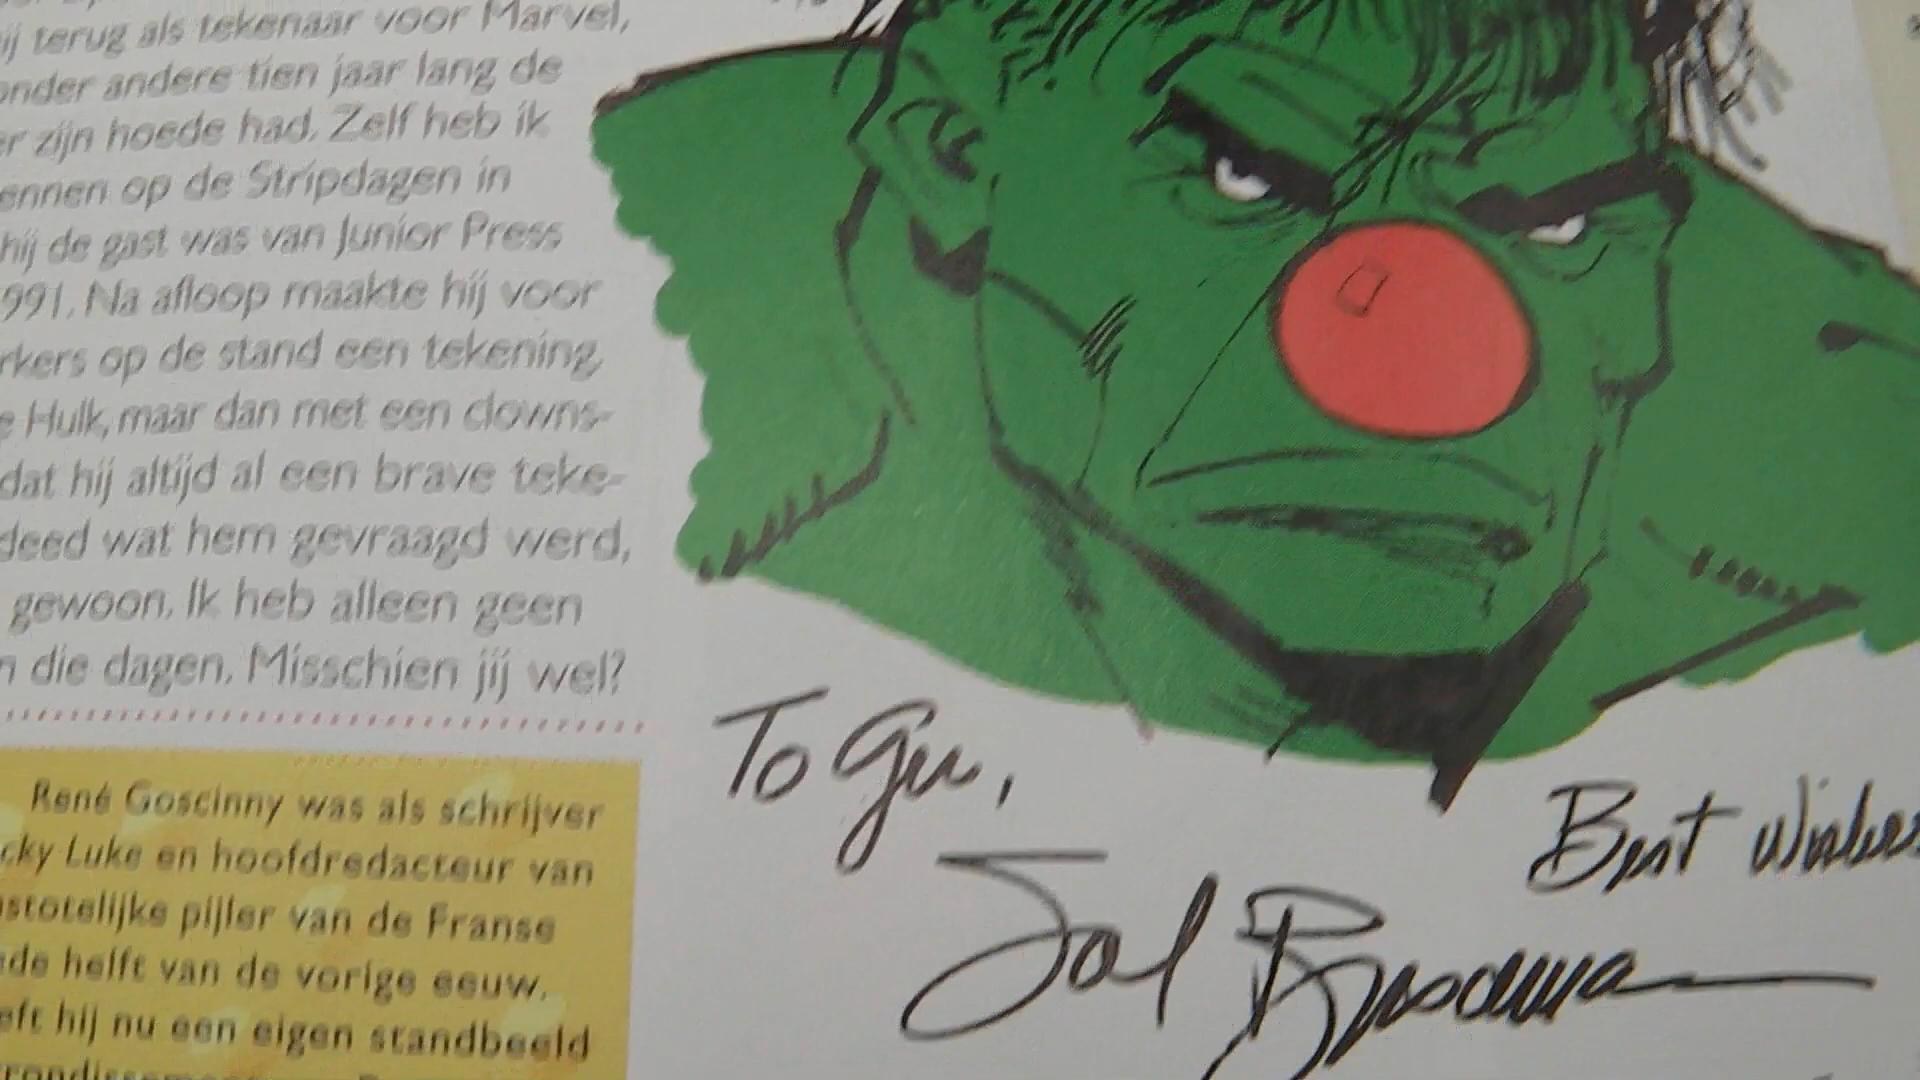 ij terug als tekenaar voor Marvel,
onder andere tien jaar lang de
er zijn hoede had. Zelf heb ik
ennen op de Stripdagen in
hij de gast was van Junior Press
991. Na afloop maakte hij voor
rkers op de stand een tekening,
e Hulk, maar dan met een clowns-
dat hij altijd al een brave teke-
deed wat hem gevraagd werd,
gewoon. Ik heb alleen geen
n die dagen. Misschien jij wel?
René Goscinny was als schrijver
cky Luke en hoofdredacteur van
stotelijke pijler van de Franse
de helft van de vorige eeuw.
eft hij nu een eigen standbeeld
To Gu,
Best Wishes
Sal Buscema